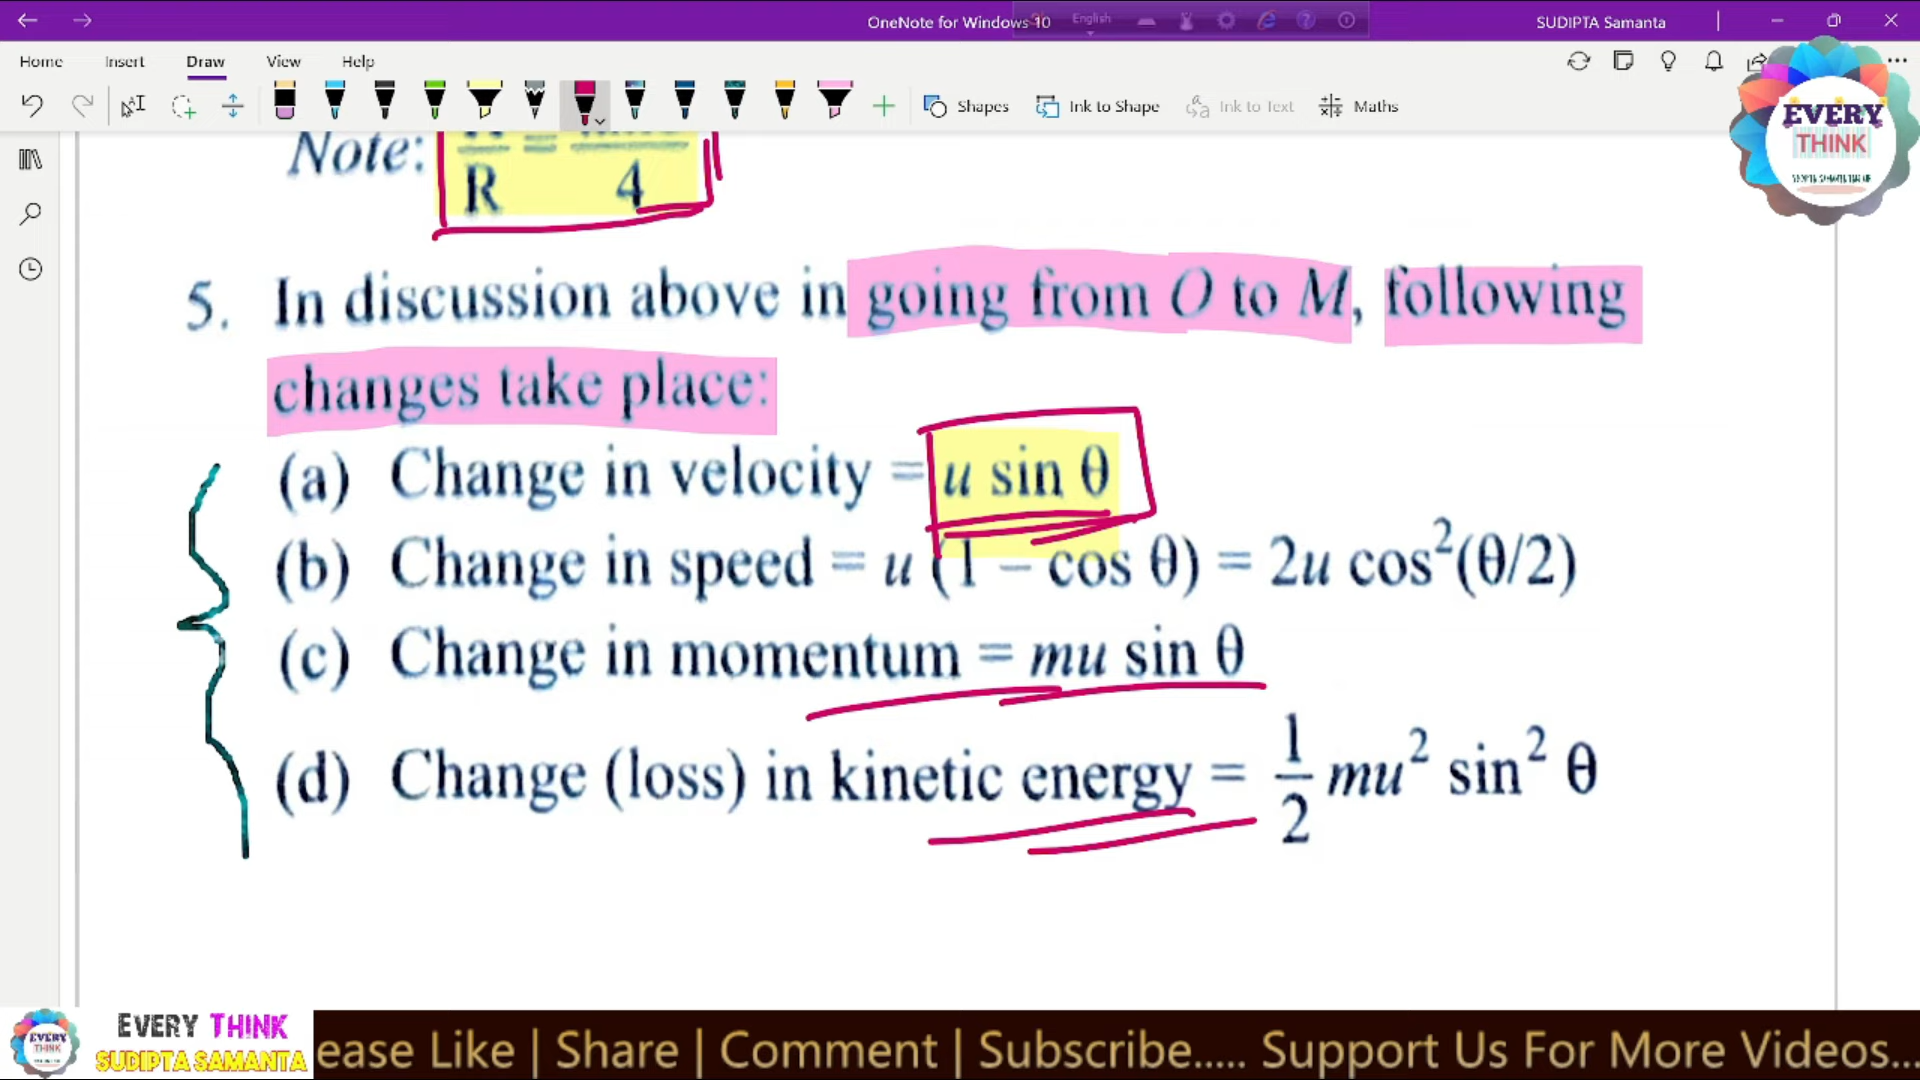 OneNote for Windows 10
English
SUDIPTA Samanta
Home Insert Draw View Help
Shapes Ink to Shape Ink to Text Maths
EVERY
THINK
Note:
R = 4
5. In discussion above in going from O to M, following
changes take place:
(a) Change in velocity = u sin θ
(b) Change in speed = u (1 – cos θ) = 2u cos²(θ/2)
(c) Change in momentum = mu sin θ
(d) Change (loss) in kinetic energy = 1/2 mu² sin² θ
EVERY THINK
SUDIPTA SAMANTA
ease Like | Share | Comment | Subscribe..... Support Us For More Videos...